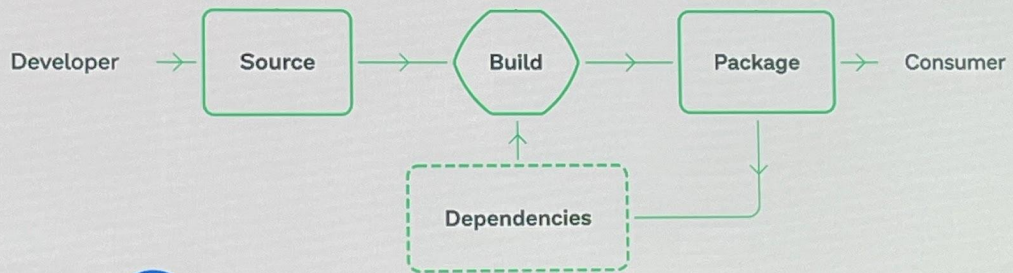 Developer
Source
Build
Package
Consumer
Dependencies